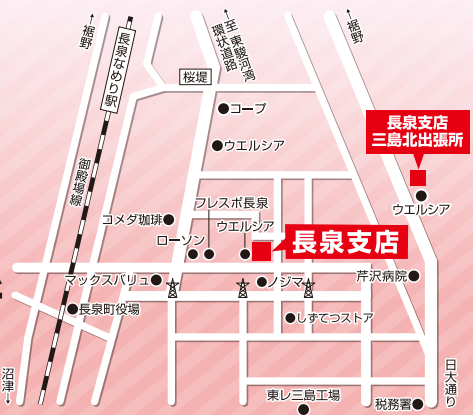 ←裾野
長泉なめり駅
御殿場線
至 東駿河湾
環状道路
←裾野
桜堤
コープ
ウエルシア
長泉支店
三島北出張所
ウエルシア
フレスポ長泉
コメダ珈琲
ウエルシア
ローソン
長泉支店
マックスバリュ
ノジマ
芦沢病院
長泉町役場
しずてつストア
沼津→
日大通り
東レ三島工場
税務署